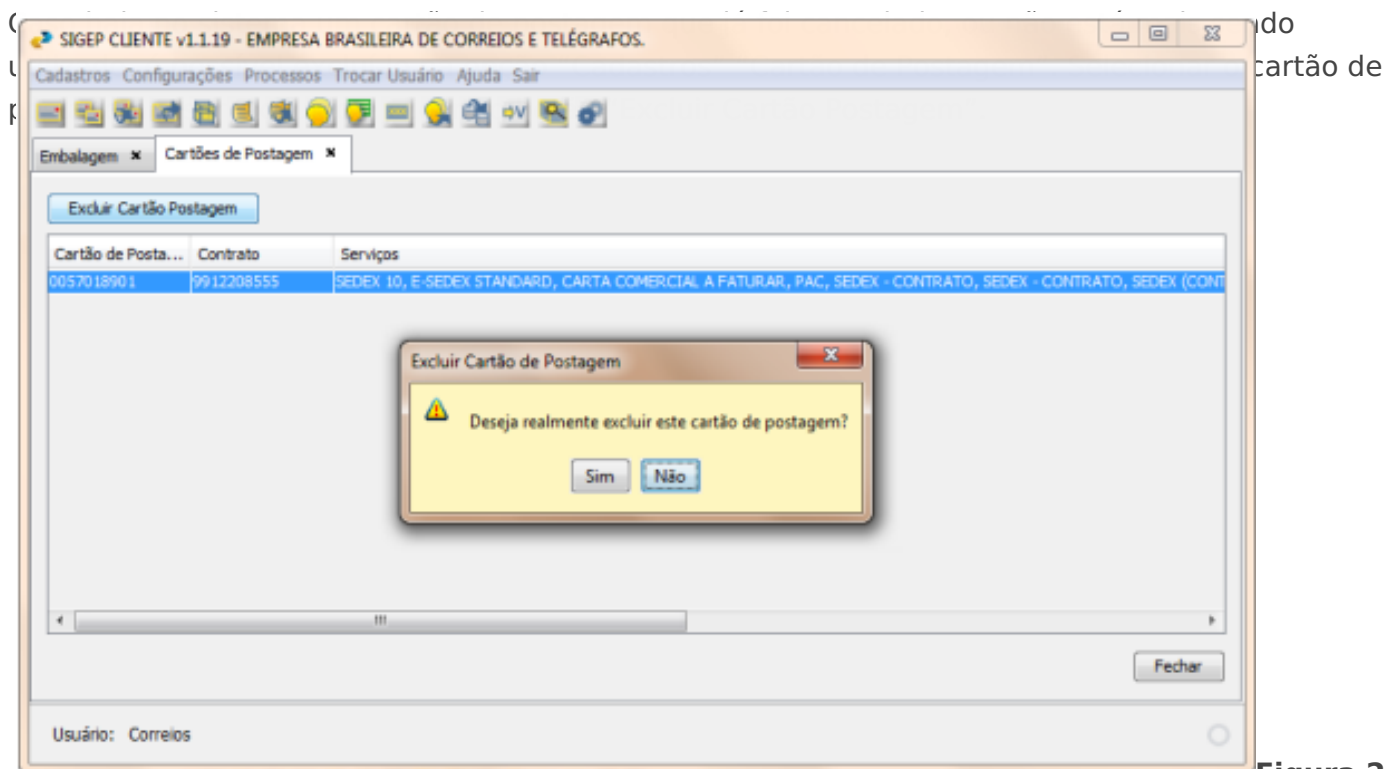 SIGEP CLIENTE v1.1.19 - EMPRESA BRASILEIRA DE CORREIOS E TELÉGRAFOS.
cartão de
Cadastros Configurações Processos Trocar Usuário Ajuda Sair
Embalagem Cartões de Postagem
Excluir Cartão Postagem
Cartão de Posta... Contrato Serviços
0057018901 9912208555 SEDEX 10, E-SEDEX STANDARD, CARTA COMERCIAL A FATURAR, PAC, SEDEX - CONTRATO, SEDEX - CONTRATO, SEDEX (CONT
Excluir Cartão de Postagem
Deseja realmente excluir este cartão de postagem?
Sim Não
Fechar
Usuário: Correios